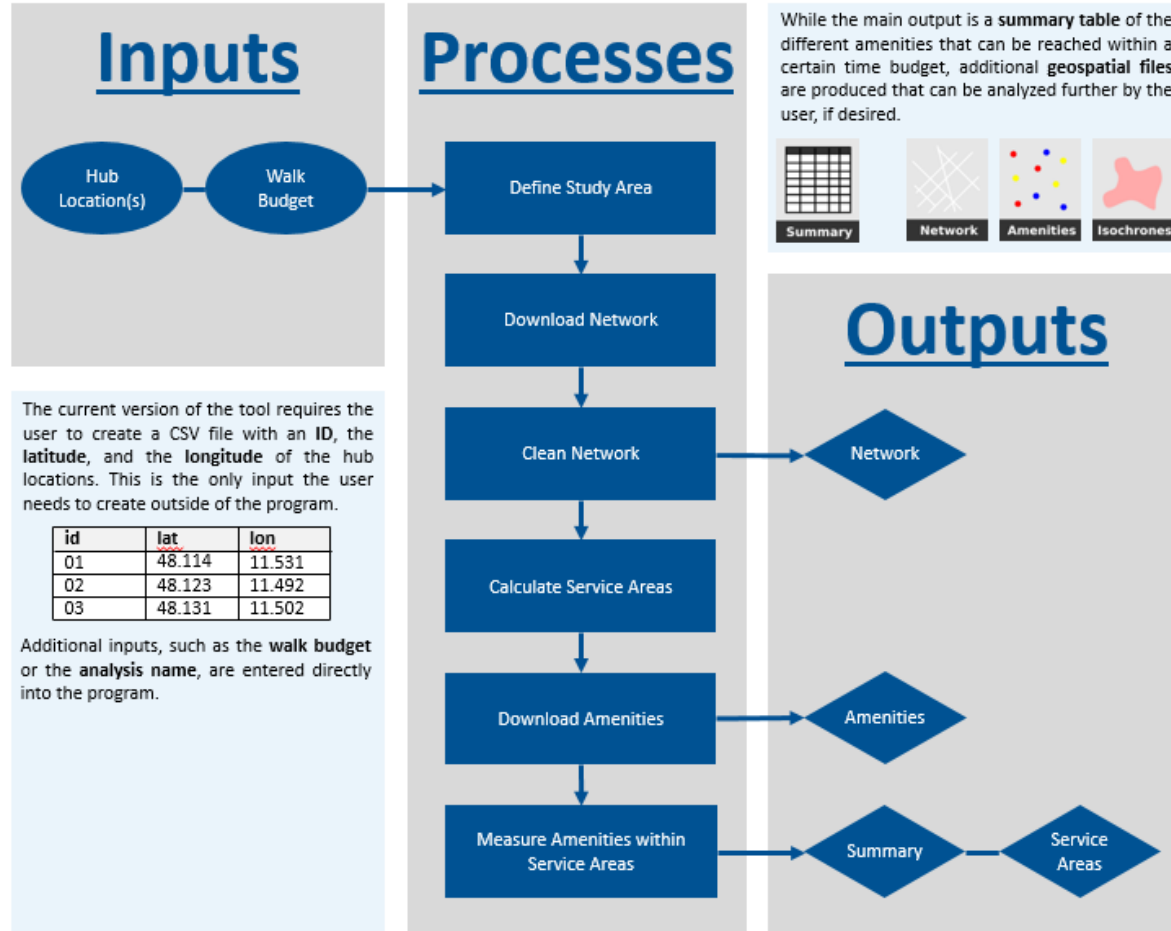 Inputs
Hub
Location(s)
Walk
Budget
The current version of the tool requires the
user to create a CSV file with an ID, the
latitude, and the longitude of the hub
locations. This is the only input the user
needs to create outside of the program.
id lat lon
01 48.114 11.531
02 48.123 11.492
03 48.131 11.502
Additional inputs, such as the walk budget
or the analysis name, are entered directly
into the program.
Processes
Define Study Area
Download Network
Clean Network
Calculate Service Areas
Download Amenities
Measure Amenities within
Service Areas
While the main output is a summary table of the
different amenities that can be reached within a
certain time budget, additional geospatial files
are produced that can be analyzed further by the
user, if desired.
Summary Network Amenities Isochrones
Outputs
Network
Amenities
Summary
Service
Areas